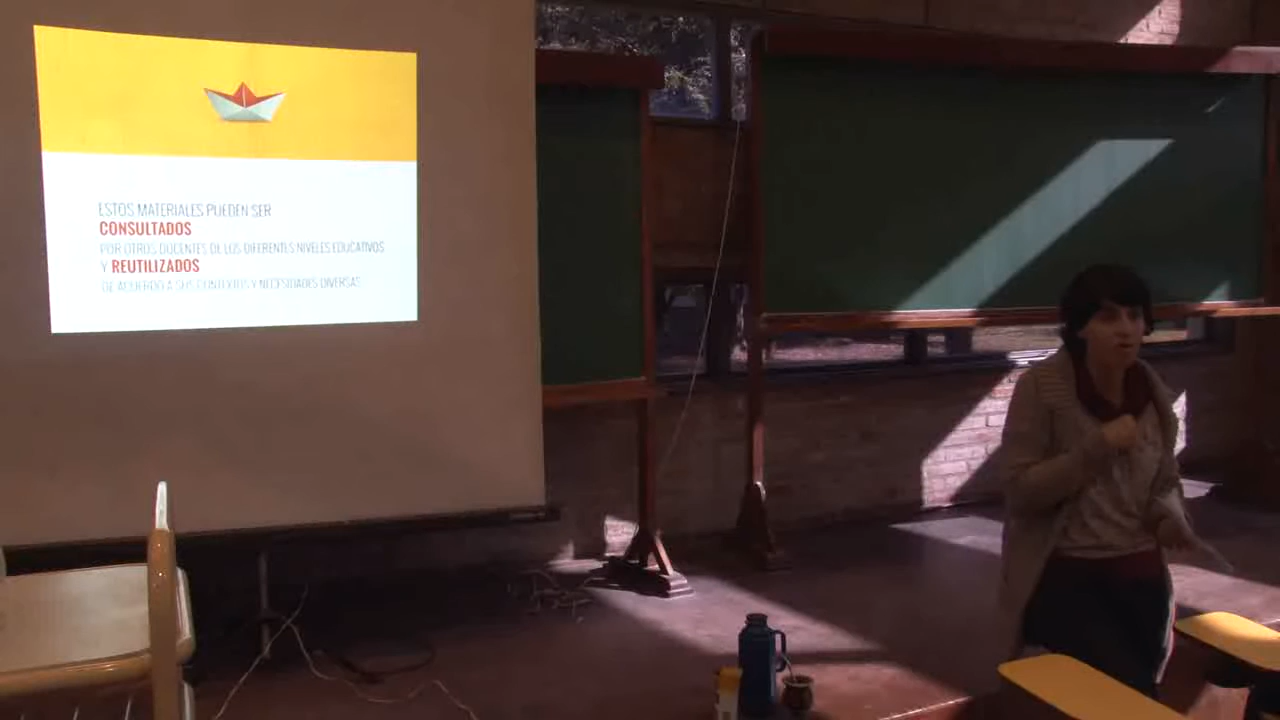 ESTOS MATERIALES PUEDEN SER
CONSULTADOS
POR OTROS DOCENTES DE LOS DIFERENTES NIVELES EDUCATIVOS
Y REUTILIZADOS
DE ACUERDO A SUS CONTEXTOS Y NECESIDADES DIVERSAS